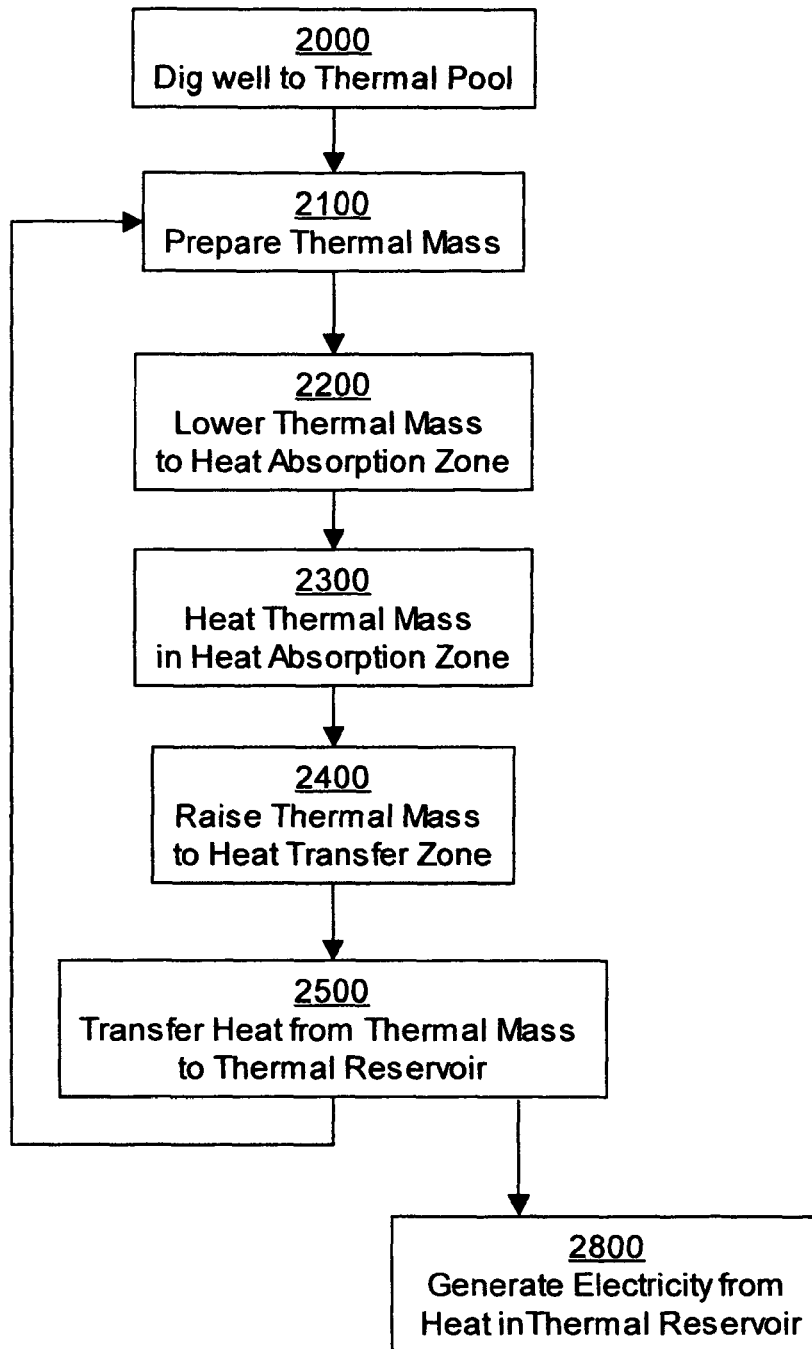 2000
Dig well to Thermal Pool
2100
Prepare Thermal Mass
2200
Lower Thermal Mass
to Heat Absorption Zone
2300
Heat Thermal Mass
in Heat Absorption Zone
2400
Raise Thermal Mass
to Heat Transfer Zone
2500
Transfer Heat from Thermal Mass
to Thermal Reservoir
2800
Generate Electricity from
Heat in Thermal Reservoir